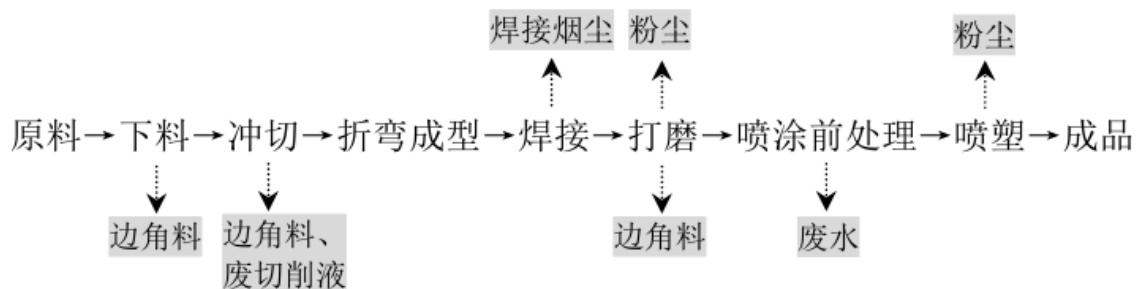 焊接烟尘 粉尘 粉尘
原料→下料→冲切→折弯成型→焊接→打磨→喷涂前处理→喷塑→成品
边角料 边角料、 边角料 废水
废切削液